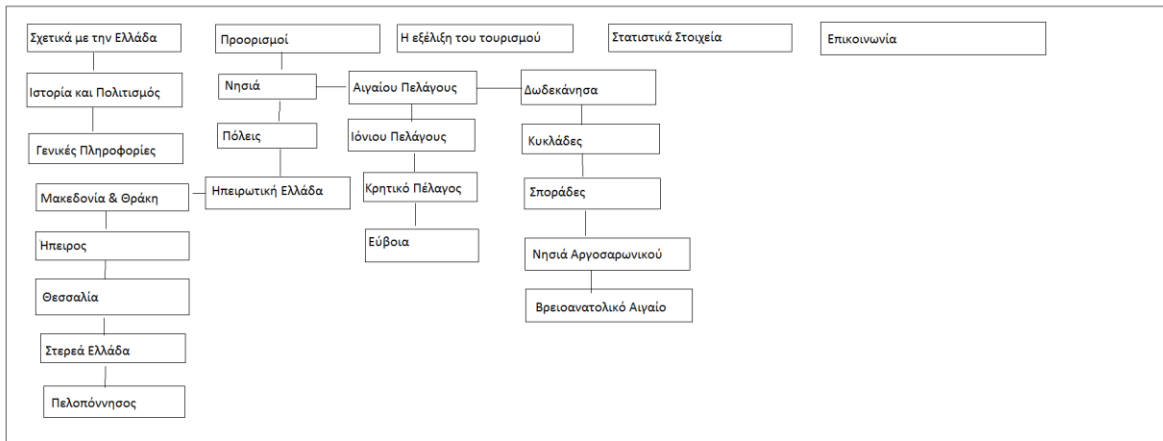 Σχετικά με την Ελλάδα
Προορισμοί
Η εξέλιξη του τουρισμού
Στατιστικά Στοιχεία
Επικοινωνία
Ιστορία και Πολιτισμός
Νησιά
Αιγαίου Πελάγους
Δωδεκάνησα
Γενικές Πληροφορίες
Πόλεις
Ιόνιου Πελάγους
Κυκλάδες
Μακεδονία & Θράκη
Ηπειρωτική Ελλάδα
Κρητικό Πέλαγος
Σποράδες
Ήπειρος
Εύβοια
Νησιά Αργοσαρωνικού
Θεσσαλία
Βρειοανατολικό Αιγαίο
Στερεά Ελλάδα
Πελοπόννησος